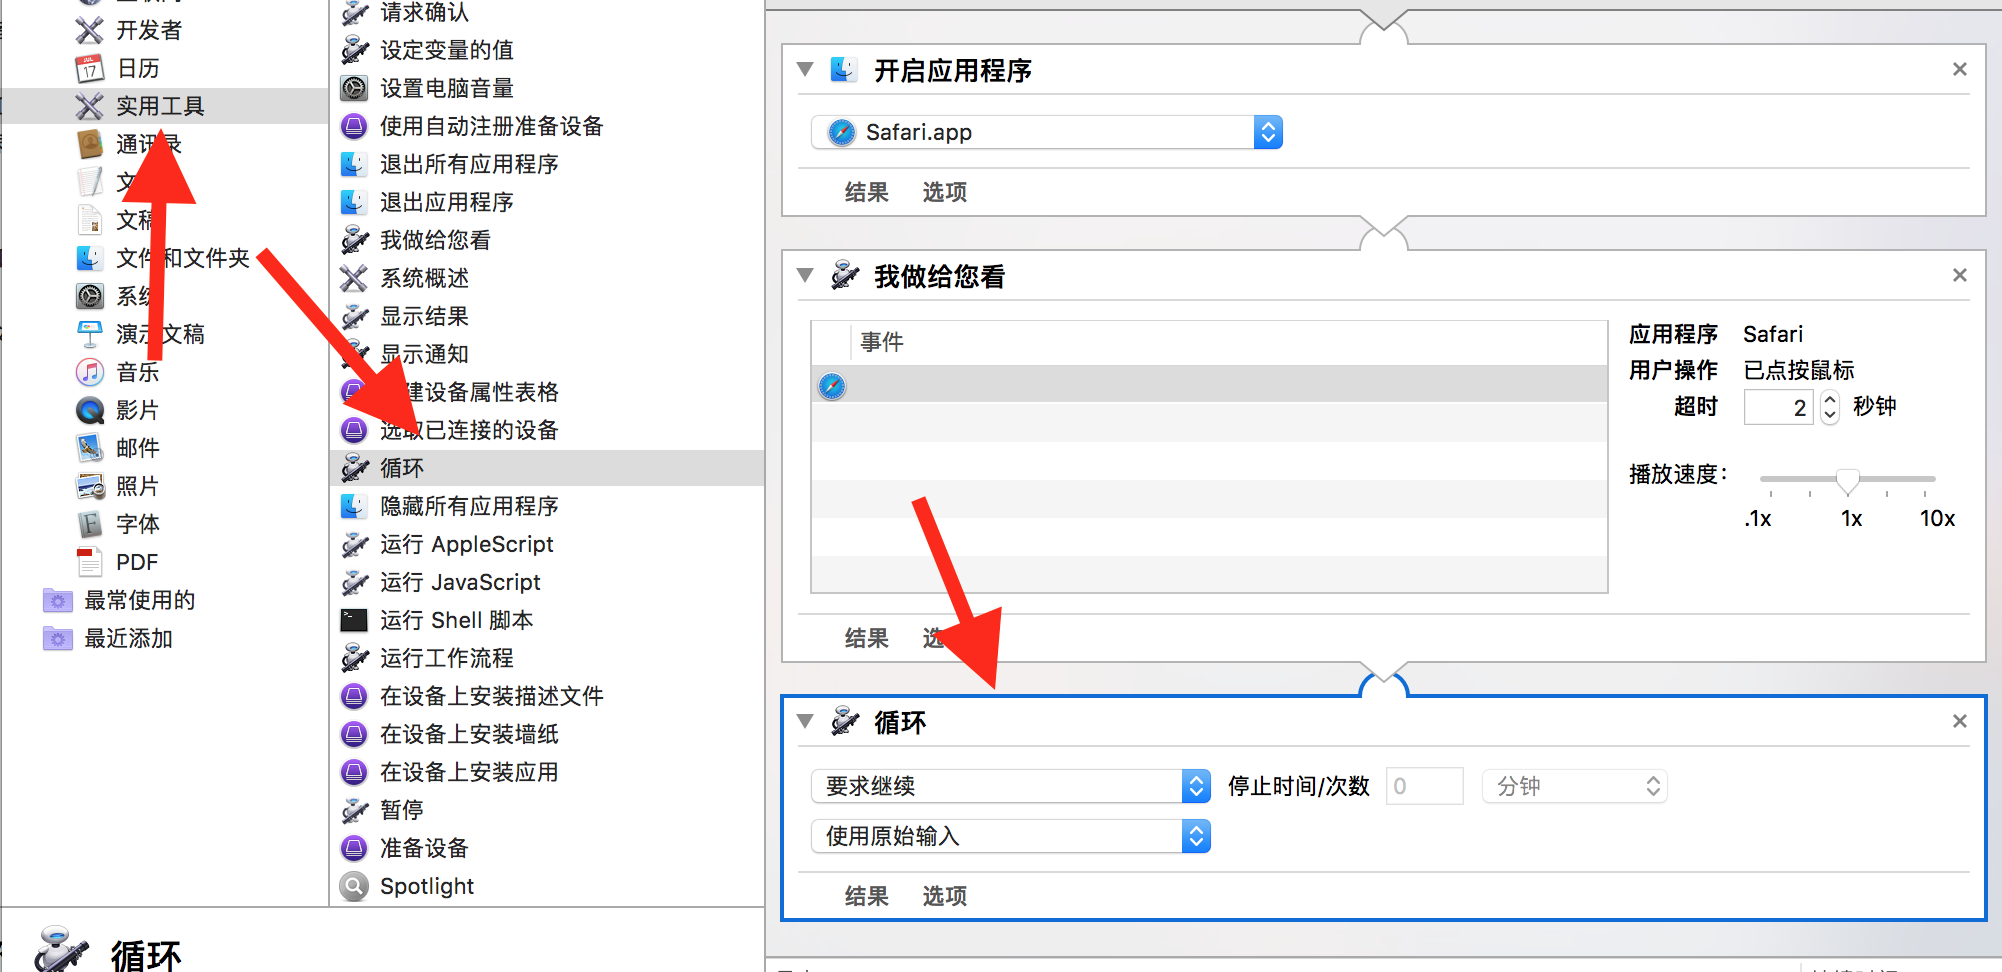 开发者
日历
实用工具
通讯录
文稿
文件和文件夹
系统
演示文稿
音乐
影片
邮件
照片
字体
PDF
最常使用的
最近添加
请求确认
设定变量的值
设置电脑音量
使用自动注册准备设备
退出所有应用程序
退出应用程序
我做给您看
系统概述
显示结果
显示通知
建设备属性表格
选取已连接的设备
循环
隐藏所有应用程序
运行 AppleScript
运行 JavaScript
运行 Shell 脚本
运行工作流程
在设备上安装描述文件
在设备上安装墙纸
在设备上安装应用
暂停
准备设备
Spotlight
循环
开启应用程序
Safari.app
结果 选项
我做给您看
事件
应用程序 Safari
用户操作 已点按鼠标
超时 2 秒钟
播放速度：
.1x 1x 10x
结果 选
循环
要求继续 停止时间/次数 0 分钟
使用原始输入
结果 选项